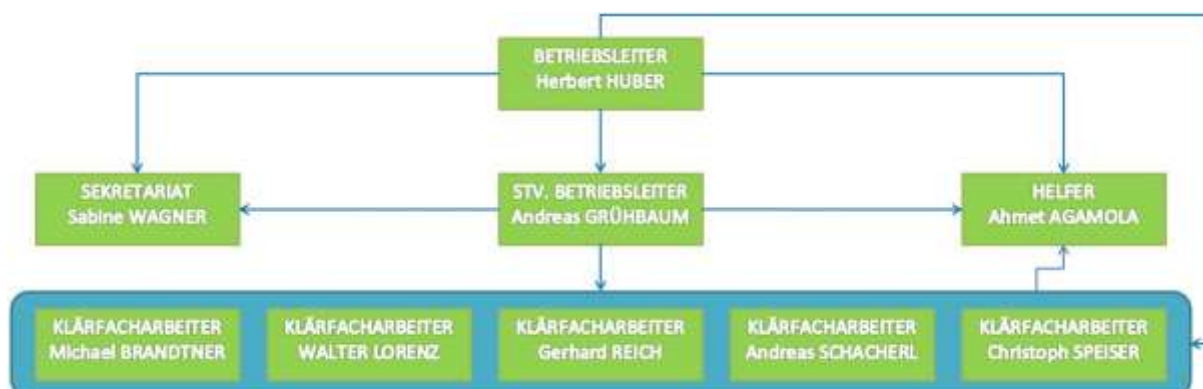 BETRIEBSLEITER
Herbert HUBER
SEKRETARIAT
Sabine WAGNER
STV. BETRIEBSLEITER
Andreas GRÜHBAUM
HELFER
Ahmet AGAMOLA
KLÄRFACHARBEITER
Michael BRANDTNER
KLÄRFACHARBEITER
WALTER LORENZ
KLÄRFACHARBEITER
Gerhard REICH
KLÄRFACHARBEITER
Andreas SCHACHERL
KLÄRFACHARBEITER
Christoph SPEISER